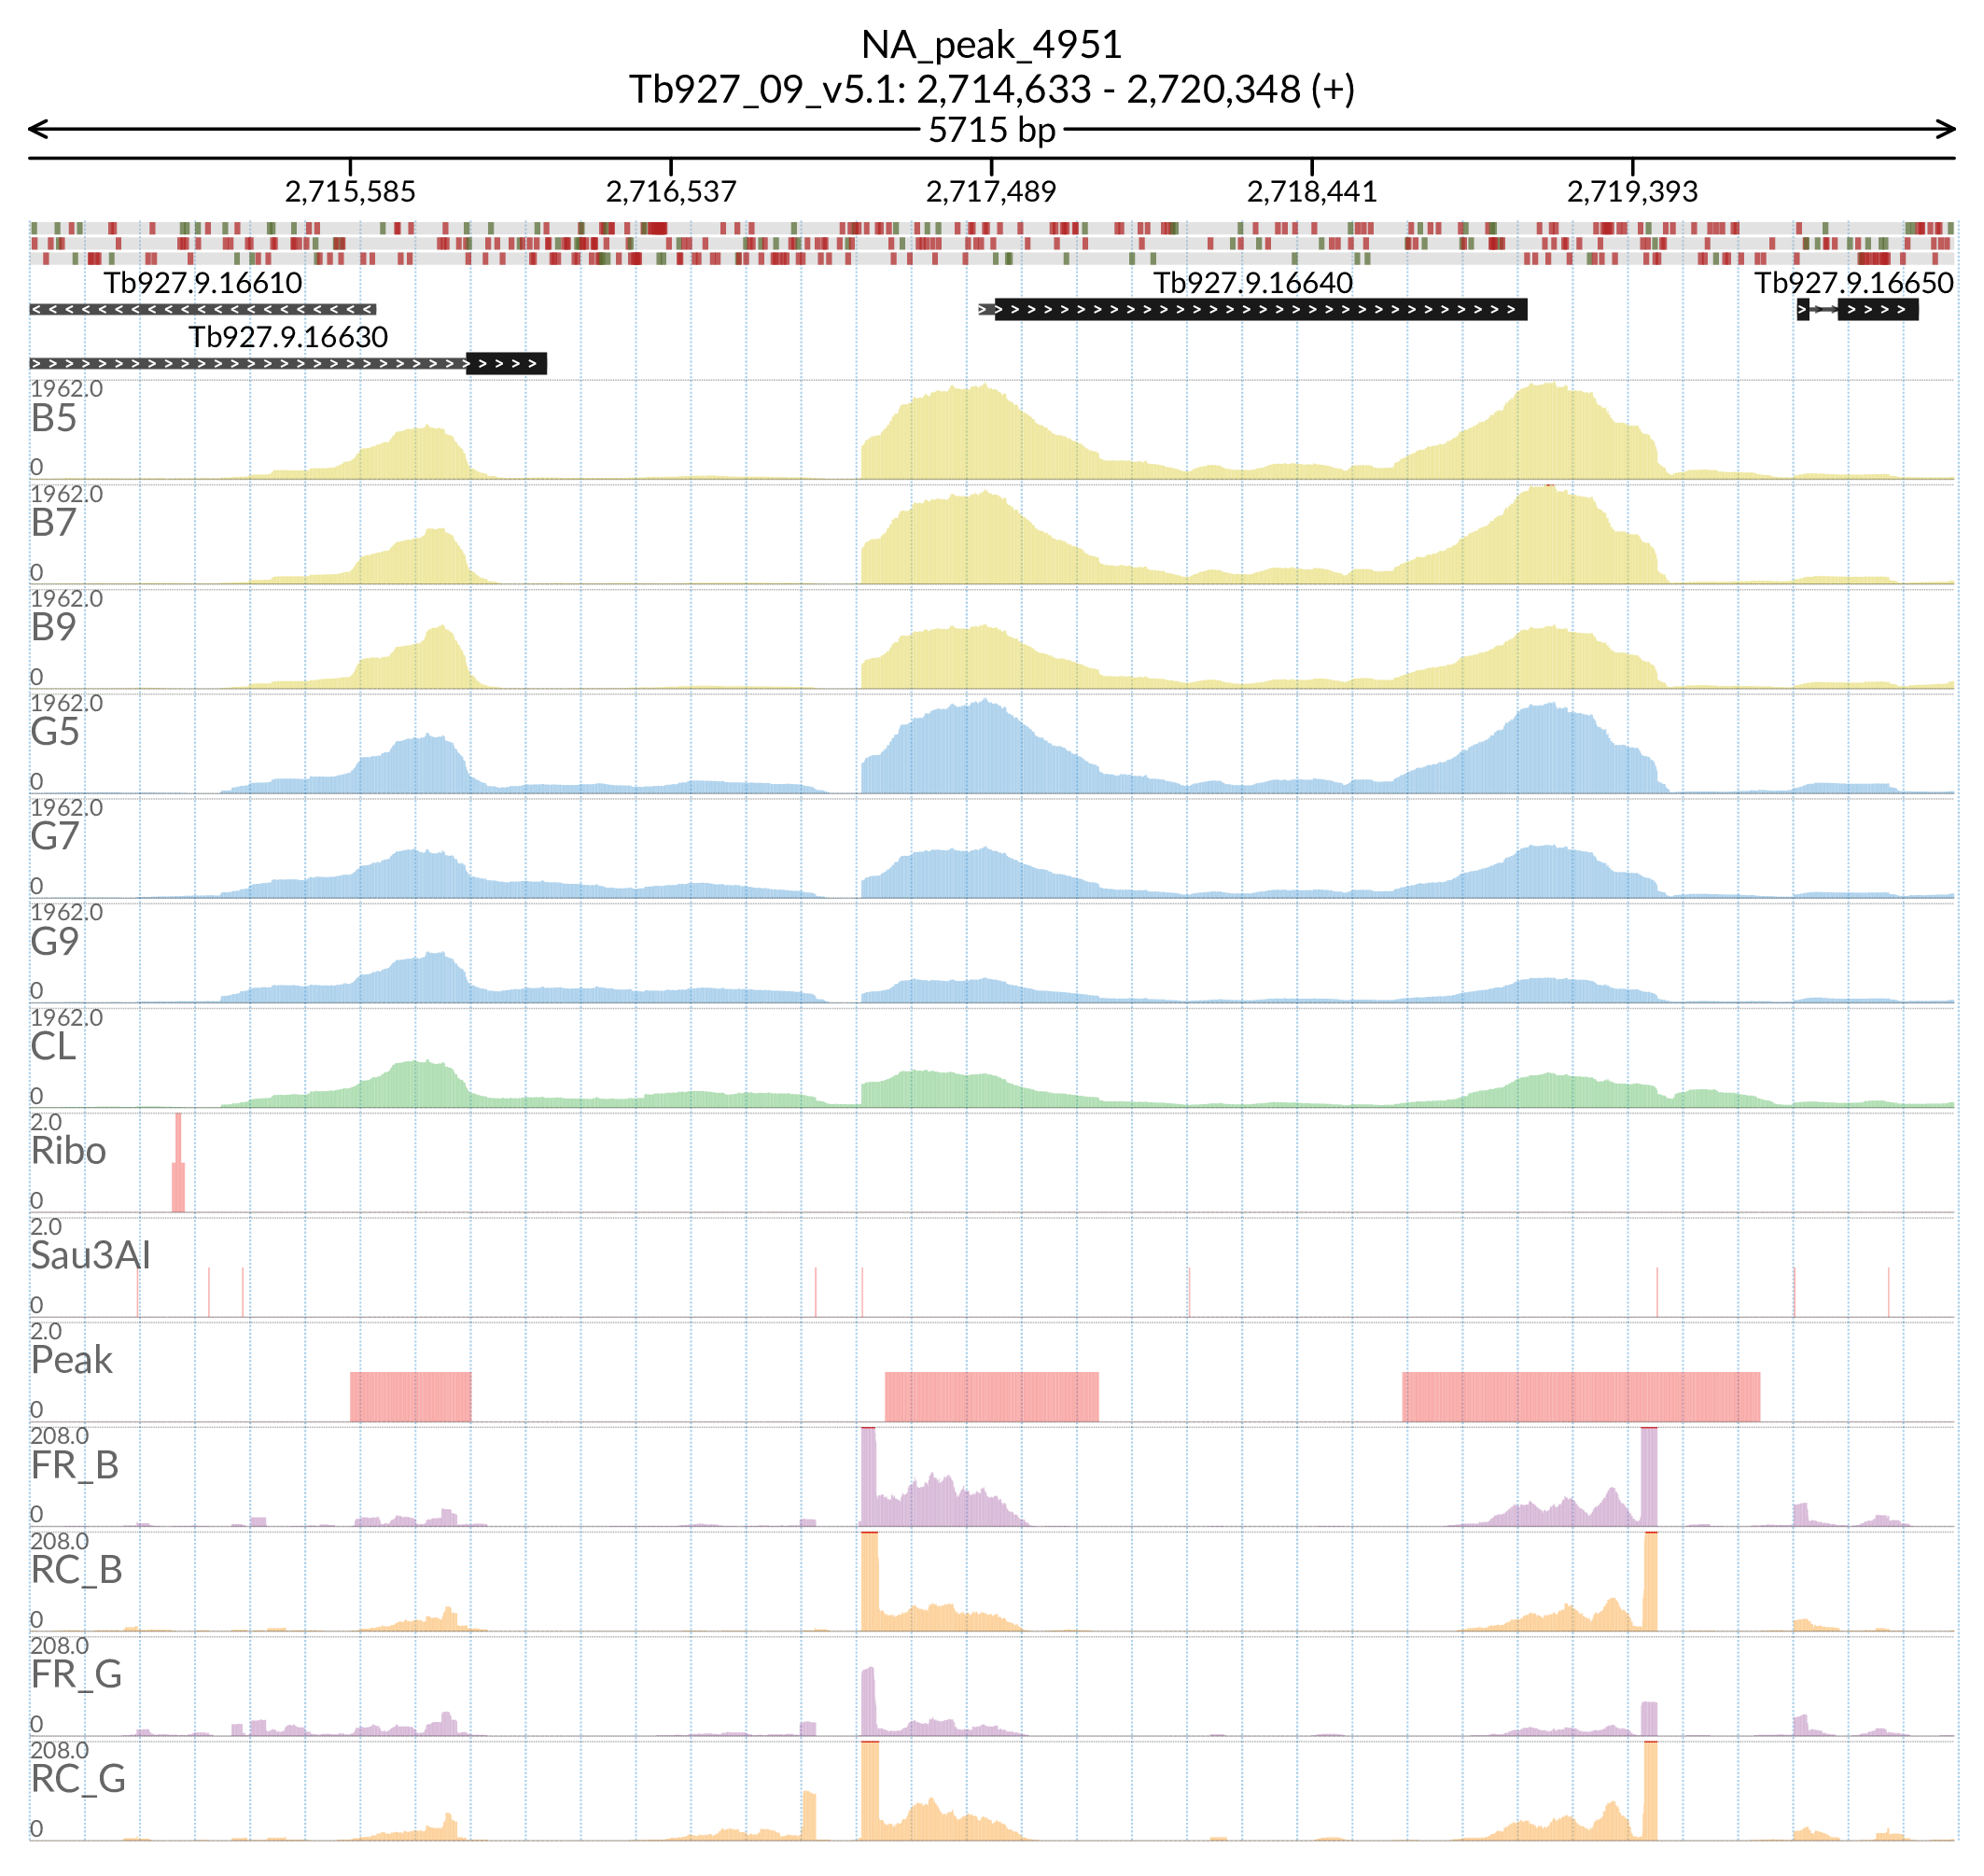 NA_peak_4951
Tb927_09_v5.1: 2,714,633 - 2,720,348 (+)
5715 bp
2,715,585 2,716,537 2,717,489 2,718,441 2,719,393
Tb927.9.16610 Tb927.9.16640 Tb927.9.16650
Tb927.9.16630
1962.0
B5
0
1962.0
B7
0
1962.0
B9
0
1962.0
G5
0
1962.0
G7
0
1962.0
G9
0
1962.0
CL
0
2.0
Ribo
0
2.0
Sau3AI
0
2.0
Peak
0
208.0
FR_B
0
208.0
RC_B
0
208.0
FR_G
0
208.0
RC_G
0